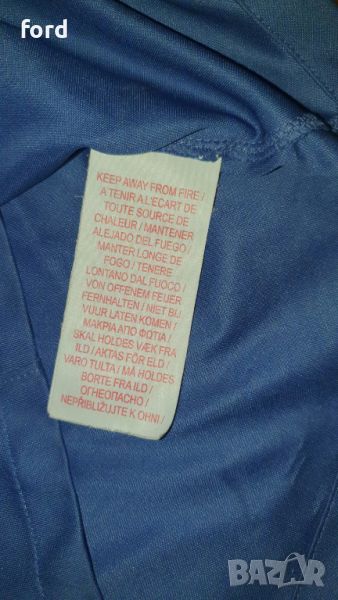 ford
KEEP AWAY FROM FIRE /
A TENIR A L'ECART DE
TOUTE SOURCE DE
CHALEUR / MANTENER
ALEJADO DEL FUEGO /
MANTER LONGE DE
FOGO / TENERE
LONTANO DAL FUOCO /
VON OFFENEM FEUER
FERNHALTEN / NIET BIJ
VUUR LATEN KOMEN /
ΜΑΚΡΙΑ ΑΠΟ ΦΩΤΙΑ /
SKAL HOLDES VÆK FRA
ILD / AKTAS FÖR ELD /
VARO TULTA / MÅ HOLDES
BORTE FRA ILD /
ОГНЕОПАСНО /
NEPŘIBLIŽUJTE K OHNI /
BAZAR